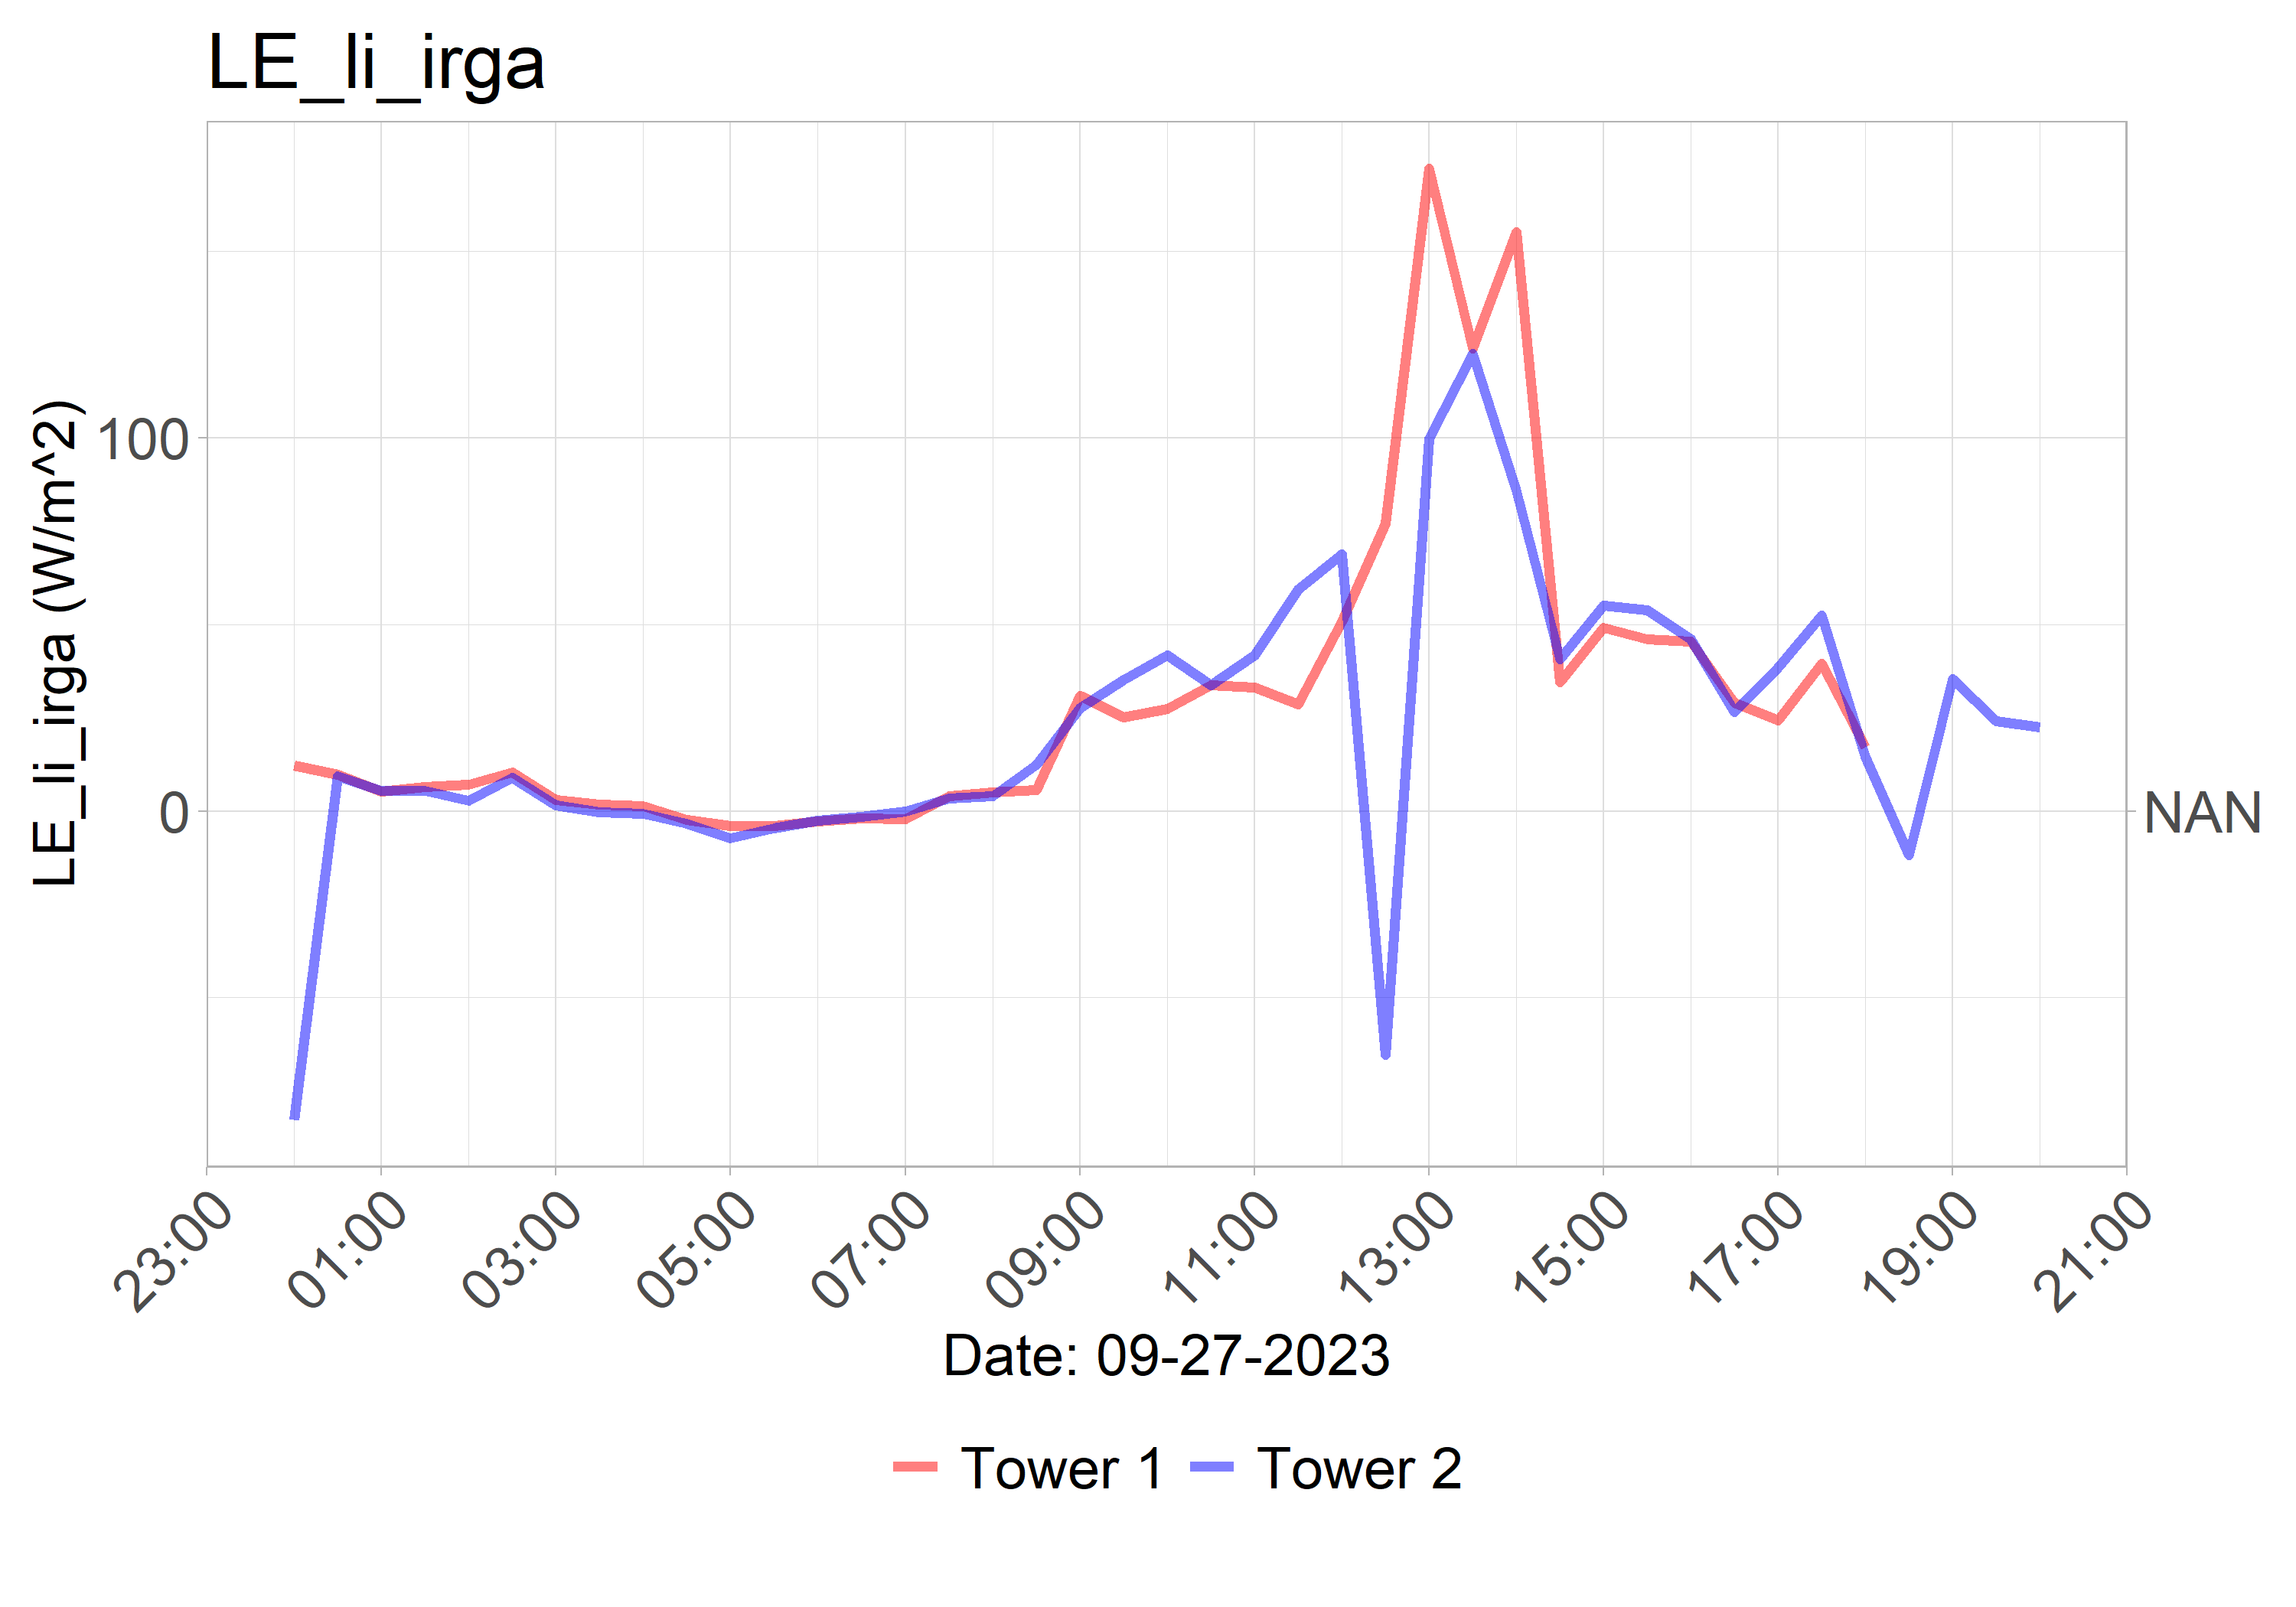 LE_li_irga
LE_li_irga (W/m^2)
100
0
NAN
23:00
01:00
03:00
05:00
07:00
09:00
11:00
13:00
15:00
17:00
19:00
21:00
Date: 09-27-2023
Tower 1 Tower 2